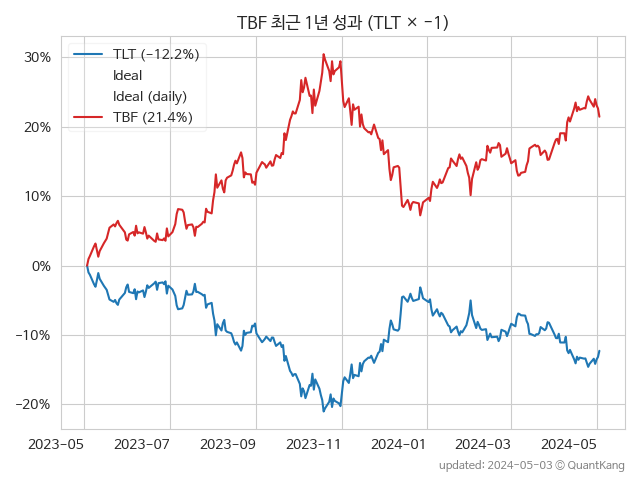 TBF 최근 1년 성과 (TLT × −1)
TLT (−12.2%)
Ideal
Ideal (daily)
TBF (21.4%)
30%
20%
10%
0%
−10%
−20%
2023−05 2023−07 2023−09 2023−11 2024−01 2024−03 2024−05
updated: 2024-05-03 © QuantKang